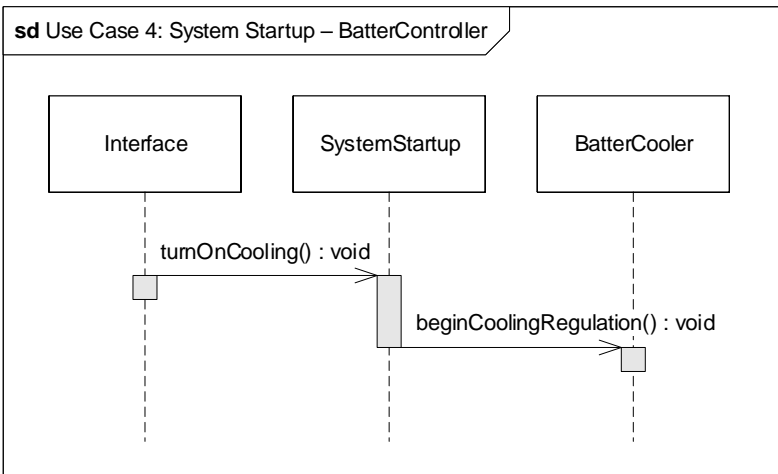 sd Use Case 4: System Startup – BatterController
Interface
SystemStartup
BatterCooler
turnOnCooling() : void
beginCoolingRegulation() : void